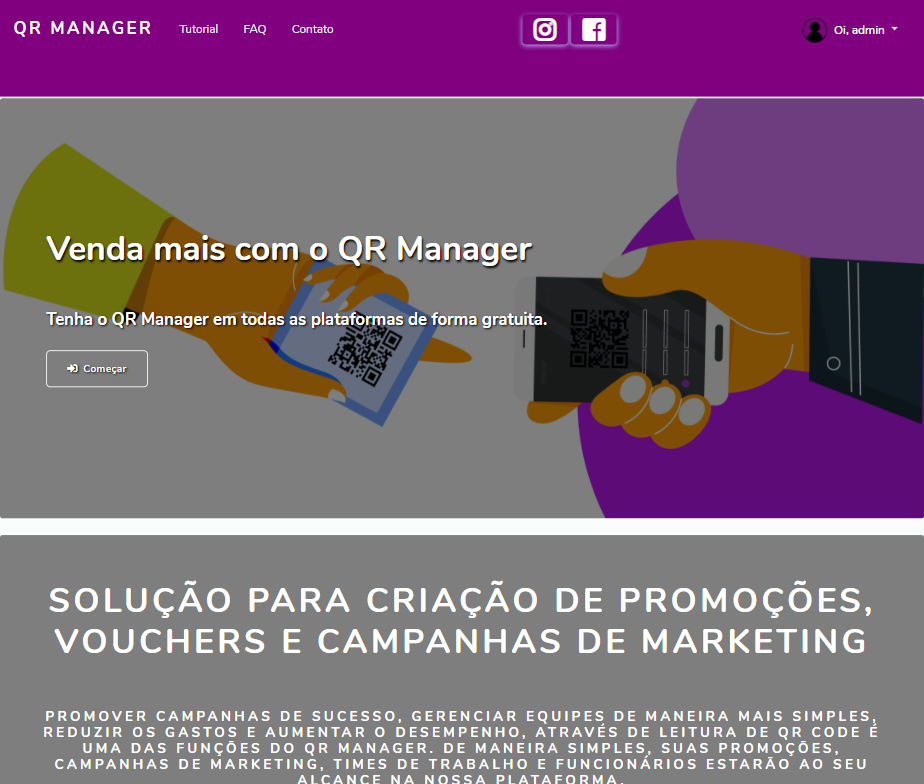 QR MANAGER Tutorial FAQ Contato Oi, admin
Venda mais com o QR Manager
Tenha o QR Manager em todas as plataformas de forma gratuita.
Começar
SOLUÇÃO PARA CRIAÇÃO DE PROMOÇÕES,
VOUCHERS E CAMPANHAS DE MARKETING
PROMOVER CAMPANHAS DE SUCESSO, GERENCIAR EQUIPES DE MANEIRA MAIS SIMPLES,
REDUZIR OS GASTOS E AUMENTAR O DESEMPENHO, ATRAVÉS DE LEITURA DE QR CODE É
UMA DAS FUNÇÕES DO QR MANAGER. DE MANEIRA SIMPLES, SUAS PROMOÇÕES,
CAMPANHAS DE MARKETING, TIMES DE TRABALHO E FUNCIONÁRIOS ESTARÃO AO SEU
ALCANCE NA NOSSA PLATAFORMA.